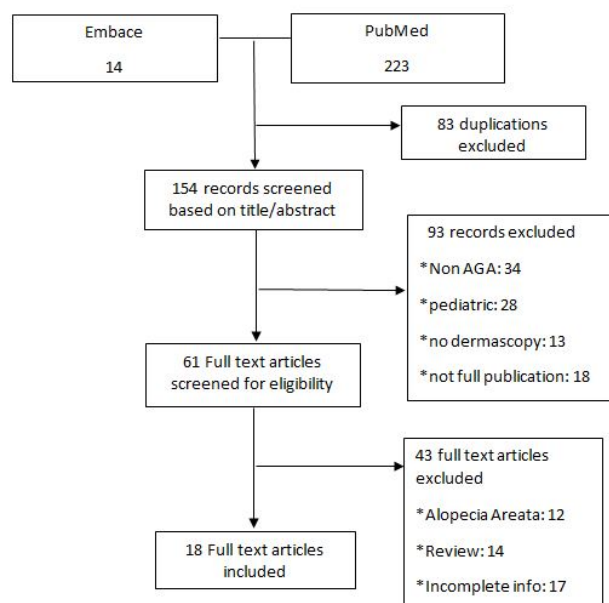 Embace
14
PubMed
223
83 duplications
excluded
154 records screened
based on title/abstract
93 records excluded
*Non AGA: 34
*pediatric: 28
*no dermascopy: 13
*not full publication: 18
61 Full text articles
screened for eligibility
43 full text articles
excluded
*Alopecia Areata: 12
*Review: 14
*Incomplete info: 17
18 Full text articles
included